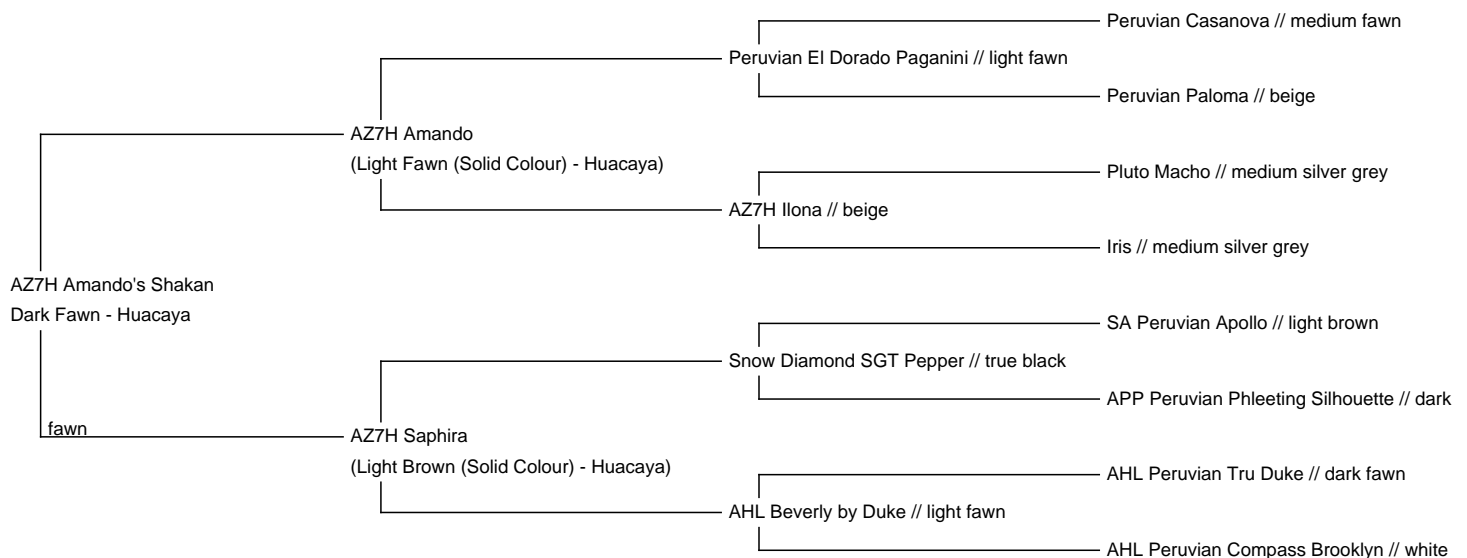 Peruvian Casanova // medium fawn
Peruvian El Dorado Paganini // light fawn
Peruvian Paloma // beige
AZ7H Amando
(Light Fawn (Solid Colour) - Huacaya)
Pluto Macho // medium silver grey
AZ7H Ilona // beige
Iris // medium silver grey
AZ7H Amando's Shakan
Dark Fawn - Huacaya
SA Peruvian Apollo // light brown
Snow Diamond SGT Pepper // true black
APP Peruvian Phleeting Silhouette // dark
fawn
AZ7H Saphira
(Light Brown (Solid Colour) - Huacaya)
AHL Peruvian Tru Duke // dark fawn
AHL Beverly by Duke // light fawn
AHL Peruvian Compass Brooklyn // white